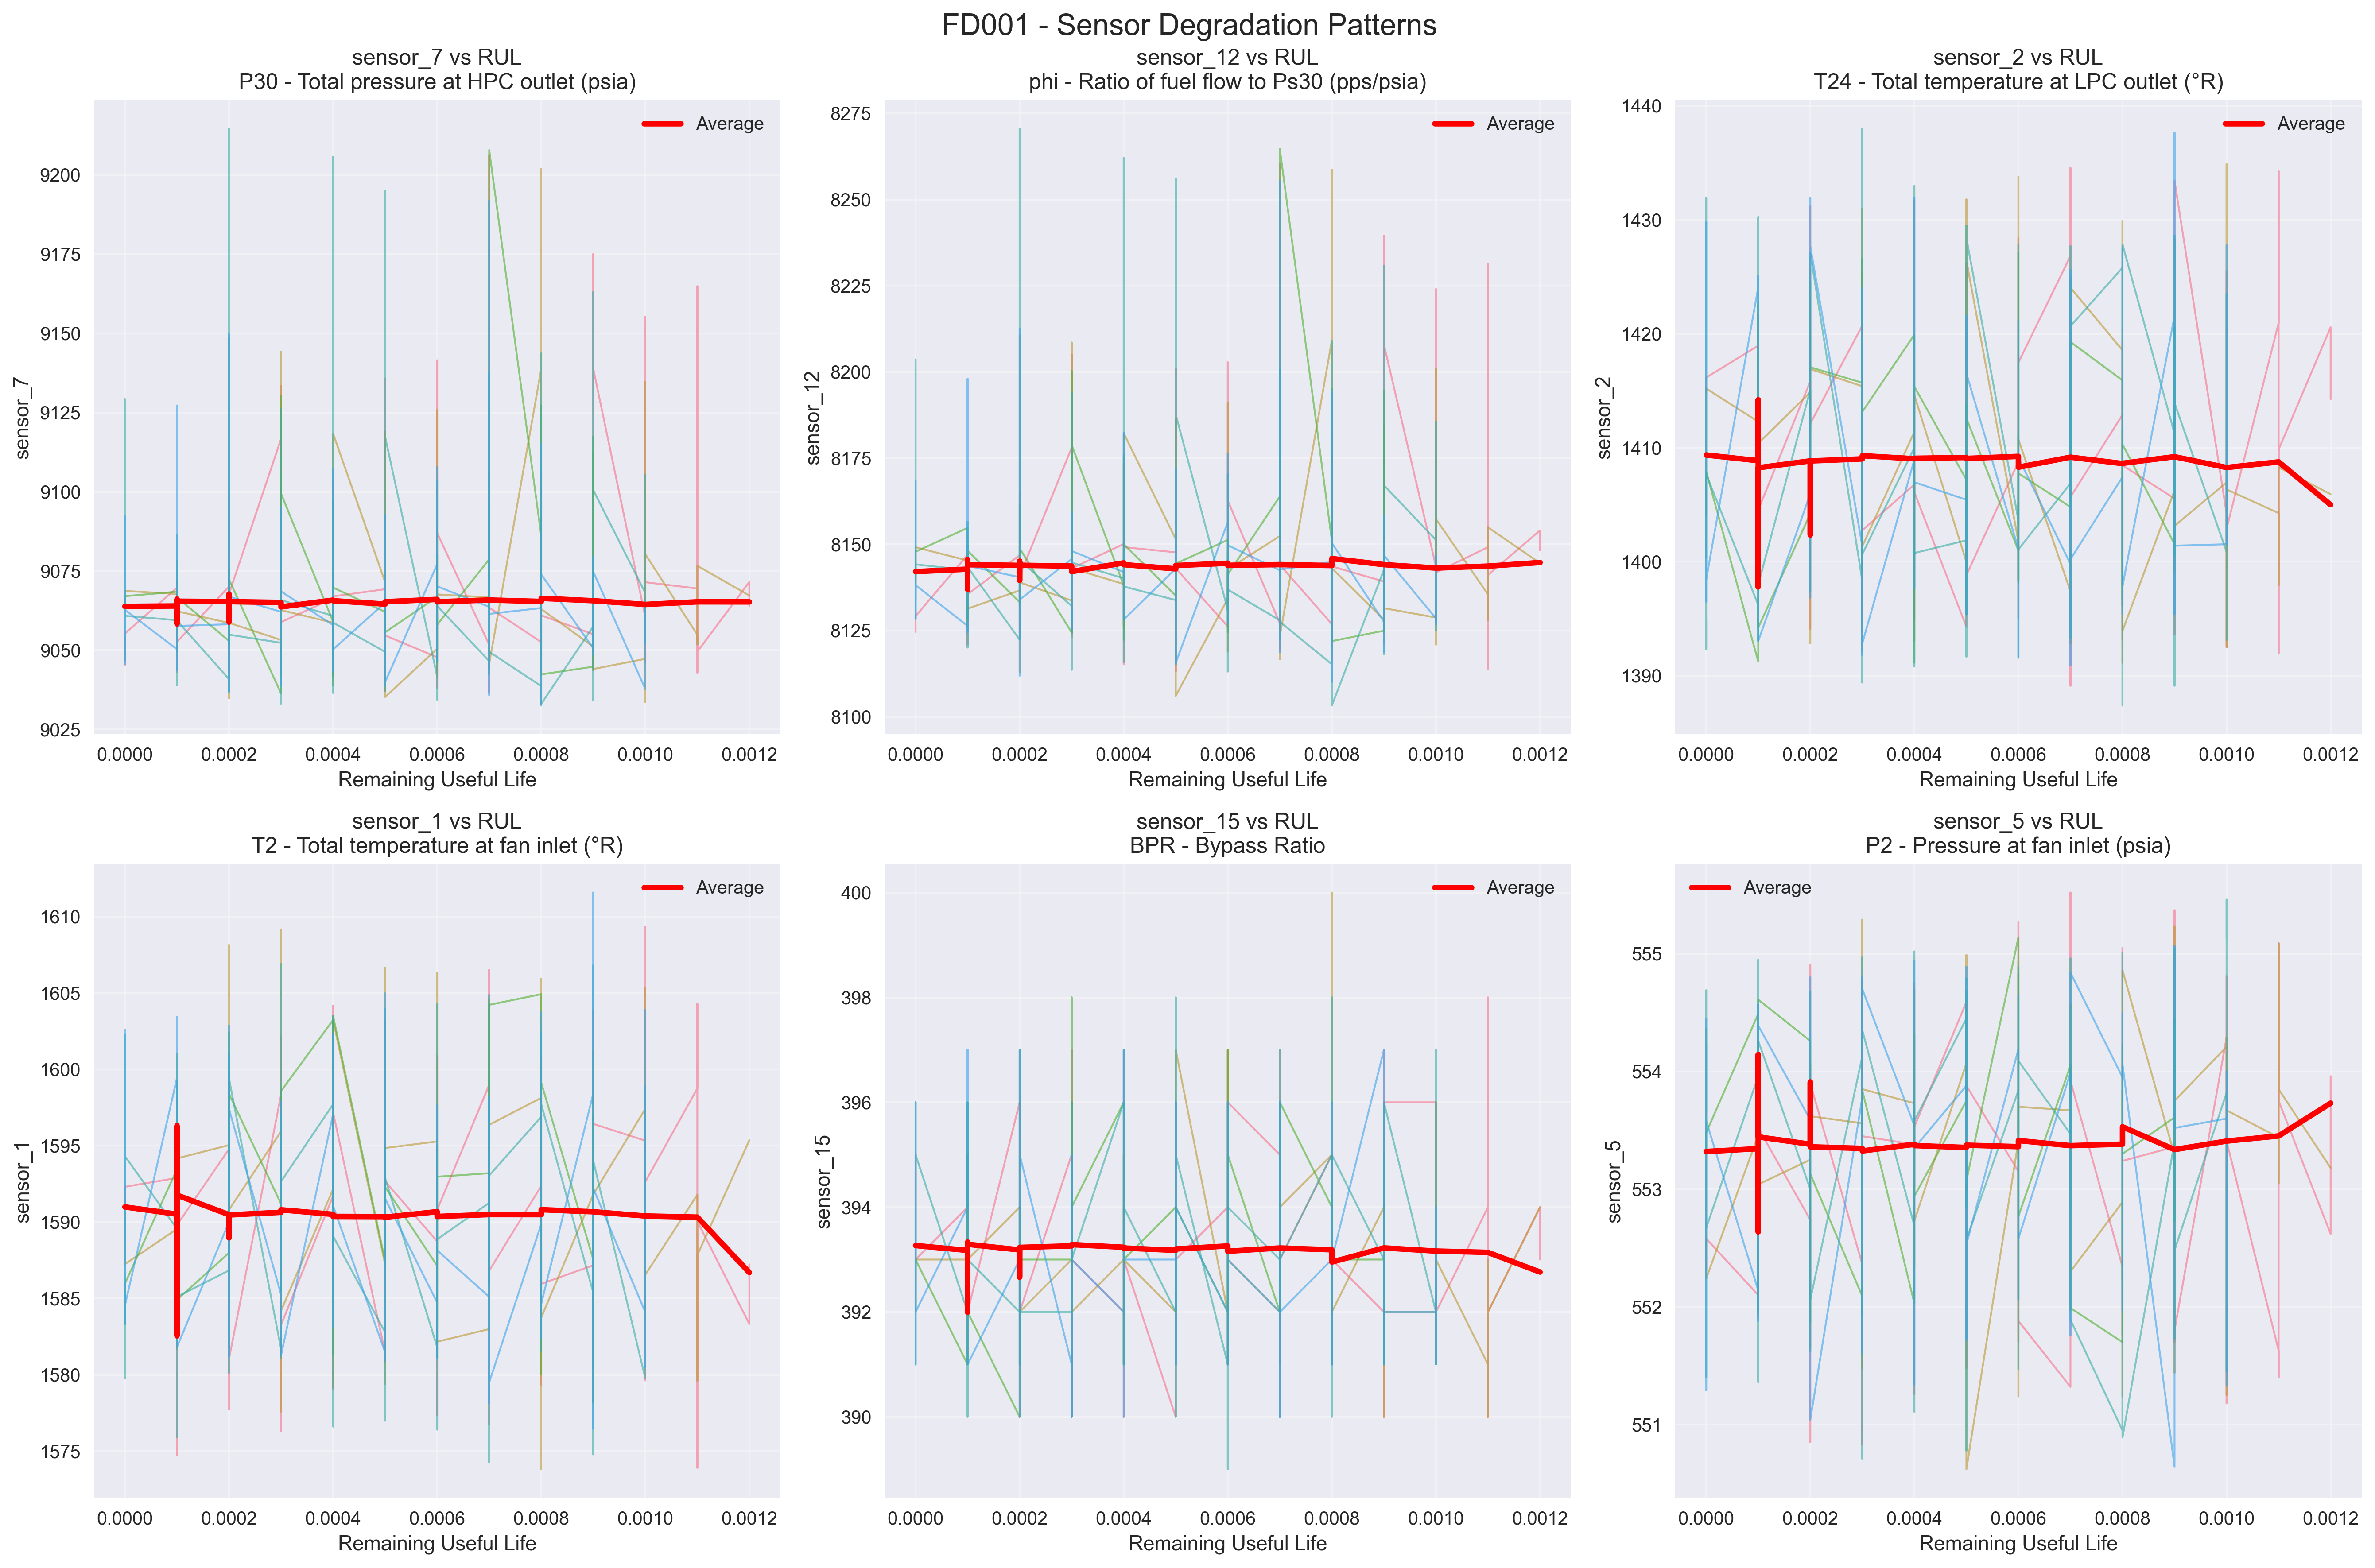 FD001 - Sensor Degradation Patterns
sensor_7 vs RUL
P30 - Total pressure at HPC outlet (psia)
Average
sensor_7
9200
9175
9150
9125
9100
9075
9050
9025
0.0000 0.0002 0.0004 0.0006 0.0008 0.0010 0.0012
Remaining Useful Life
sensor_12 vs RUL
phi - Ratio of fuel flow to Ps30 (pps/psia)
Average
sensor_12
8275
8250
8225
8200
8175
8150
8125
8100
0.0000 0.0002 0.0004 0.0006 0.0008 0.0010 0.0012
Remaining Useful Life
sensor_2 vs RUL
T24 - Total temperature at LPC outlet (°R)
Average
sensor_2
1440
1430
1420
1410
1400
1390
0.0000 0.0002 0.0004 0.0006 0.0008 0.0010 0.0012
Remaining Useful Life
sensor_1 vs RUL
T2 - Total temperature at fan inlet (°R)
Average
sensor_1
1610
1605
1600
1595
1590
1585
1580
1575
0.0000 0.0002 0.0004 0.0006 0.0008 0.0010 0.0012
Remaining Useful Life
sensor_15 vs RUL
BPR - Bypass Ratio
Average
sensor_15
400
398
396
394
392
390
0.0000 0.0002 0.0004 0.0006 0.0008 0.0010 0.0012
Remaining Useful Life
sensor_5 vs RUL
P2 - Pressure at fan inlet (psia)
Average
sensor_5
555
554
553
552
551
0.0000 0.0002 0.0004 0.0006 0.0008 0.0010 0.0012
Remaining Useful Life